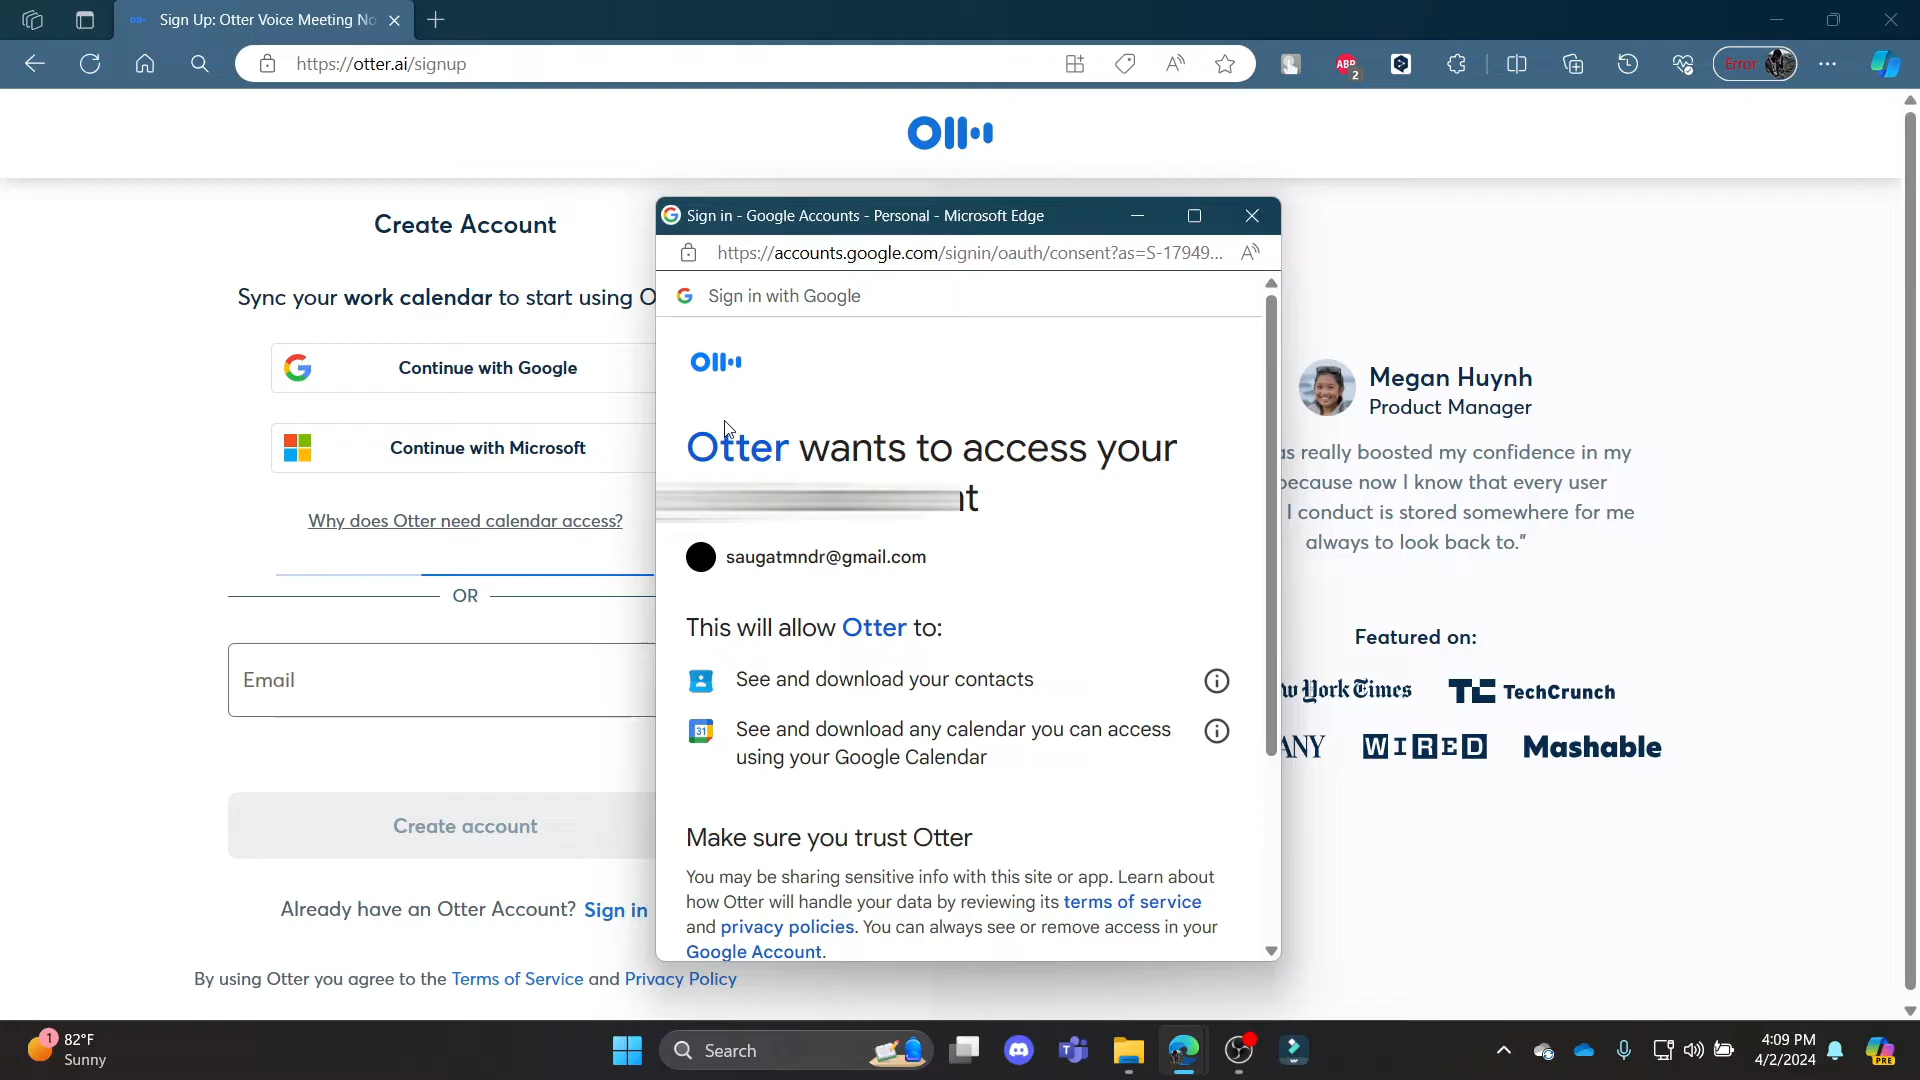 Sign Up: Otter Voice Meeting No
https://otter.ai/signup
ABP
2
Error
Create Account
Sync your work calendar to start using O
Continue with Google
Continue with Microsoft
Why does Otter need calendar access?
OR
Email
Create account
Already have an Otter Account? Sign in
By using Otter you agree to the Terms of Service and Privacy Policy
Sign in - Google Accounts - Personal - Microsoft Edge
https://accounts.google.com/signin/oauth/consent?as=S-17949...
Sign in with Google
Otter wants to access your
saugatmndr@gmail.com
This will allow Otter to:
See and download your contacts
31
See and download any calendar you can access
using your Google Calendar
Make sure you trust Otter
You may be sharing sensitive info with this site or app. Learn about
how Otter will handle your data by reviewing its terms of service
and privacy policies. You can always see or remove access in your
Google Account.
Megan Huynh
Product Manager
as really boosted my confidence in my
because now I know that every user
I conduct is stored somewhere for me
always to look back to.”
Featured on:
w York Times
TechCrunch
ANY
WIRED
Mashable
1
82°F
Sunny
Search
4:09 PM
4/2/2024
PRE